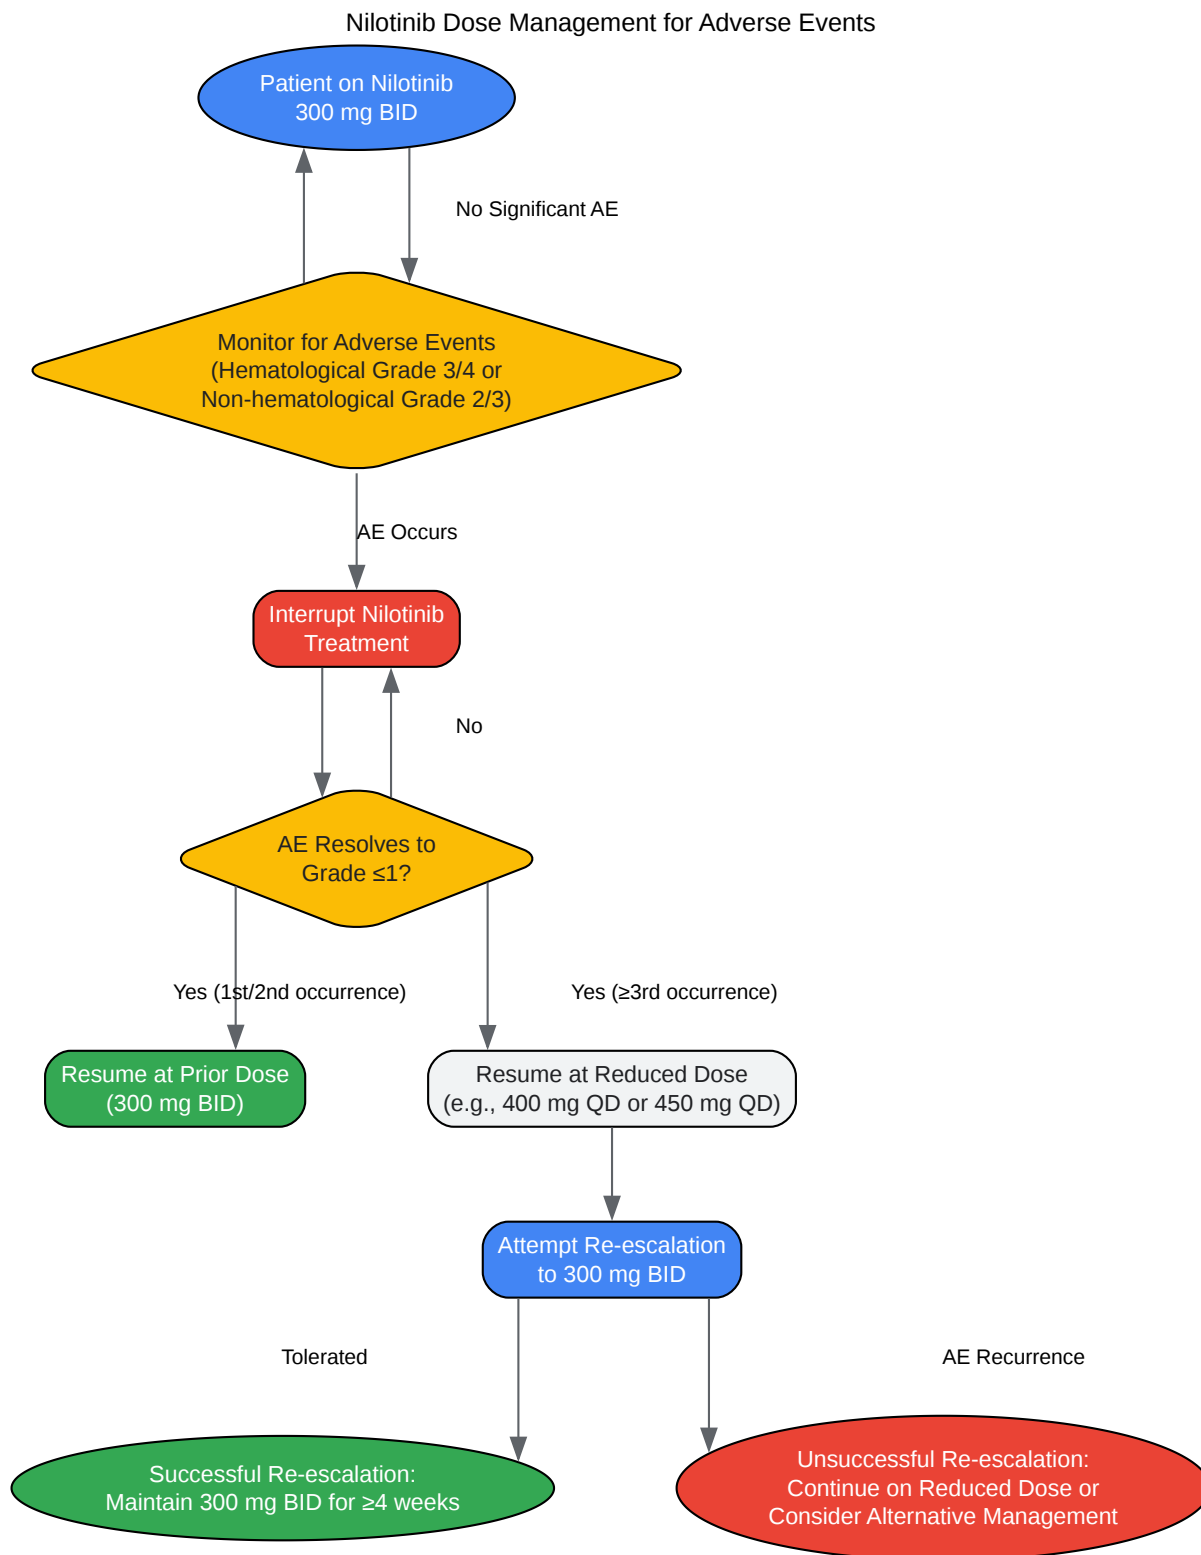 Nilotinib Dose Management for Adverse Events
Patient on Nilotinib
300 mg BID
No Significant AE
Monitor for Adverse Events
(Hematological Grade 3/4 or
Non-hematological Grade 2/3)
AE Occurs
Interrupt Nilotinib
Treatment
No
AE Resolves to
Grade ≤1?
Yes (1st/2nd occurrence)
Yes (≥3rd occurrence)
Resume at Prior Dose
(300 mg BID)
Resume at Reduced Dose
(e.g., 400 mg QD or 450 mg QD)
Attempt Re-escalation
to 300 mg BID
Tolerated
AE Recurrence
Successful Re-escalation:
Maintain 300 mg BID for ≥4 weeks
Unsuccessful Re-escalation:
Continue on Reduced Dose or
Consider Alternative Management